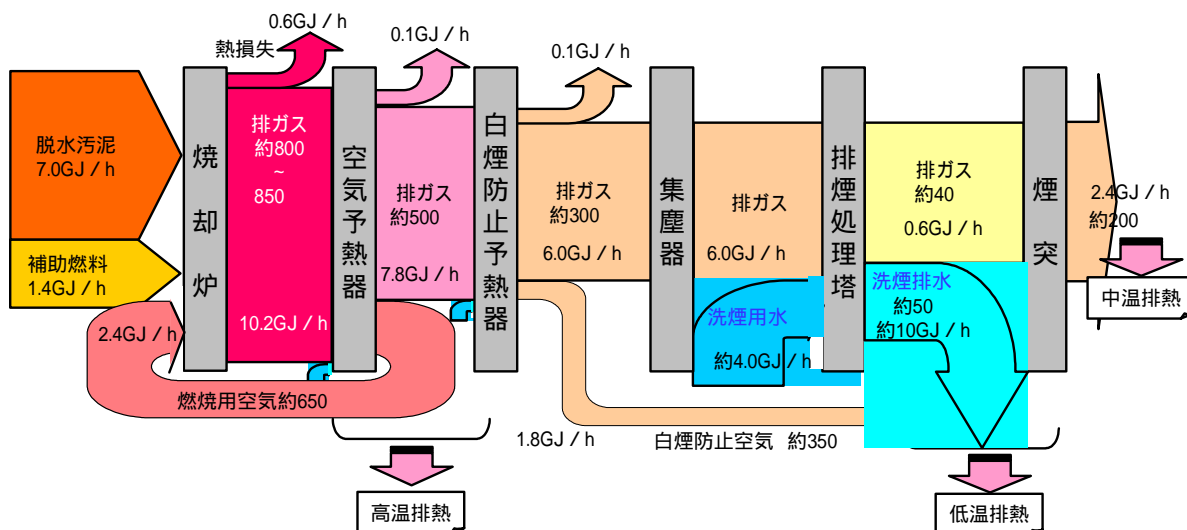 0.6GJ / h
熱損失
0.1GJ / h
0.1GJ / h
脱水汚泥
7.0GJ / h
補助燃料
1.4GJ / h
焼却炉
排ガス
約800
~
850
10.2GJ / h
空気予熱器
排ガス
約500
7.8GJ / h
白煙防止予熱器
排ガス
約300
6.0GJ / h
集塵器
排ガス
6.0GJ / h
排煙処理塔
排ガス
約40
0.6GJ / h
煙突
2.4GJ / h
約200
中温排熱
2.4GJ / h
燃焼用空気約650
洗煙用水
約4.0GJ / h
洗煙排水
約50
約10GJ / h
1.8GJ / h
白煙防止空気 約350
高温排熱
低温排熱